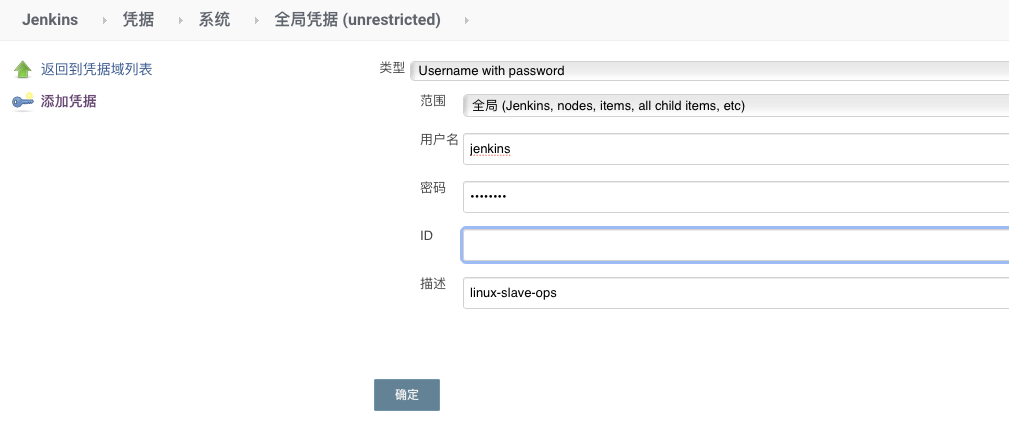 Jenkins 凭据 系统 全局凭据 (unrestricted)
返回到凭据域列表
添加凭据
类型 Username with password
范围 全局 (Jenkins, nodes, items, all child items, etc)
用户名 jenkins
密码 ••••••••
ID
描述 linux-slave-ops
确定